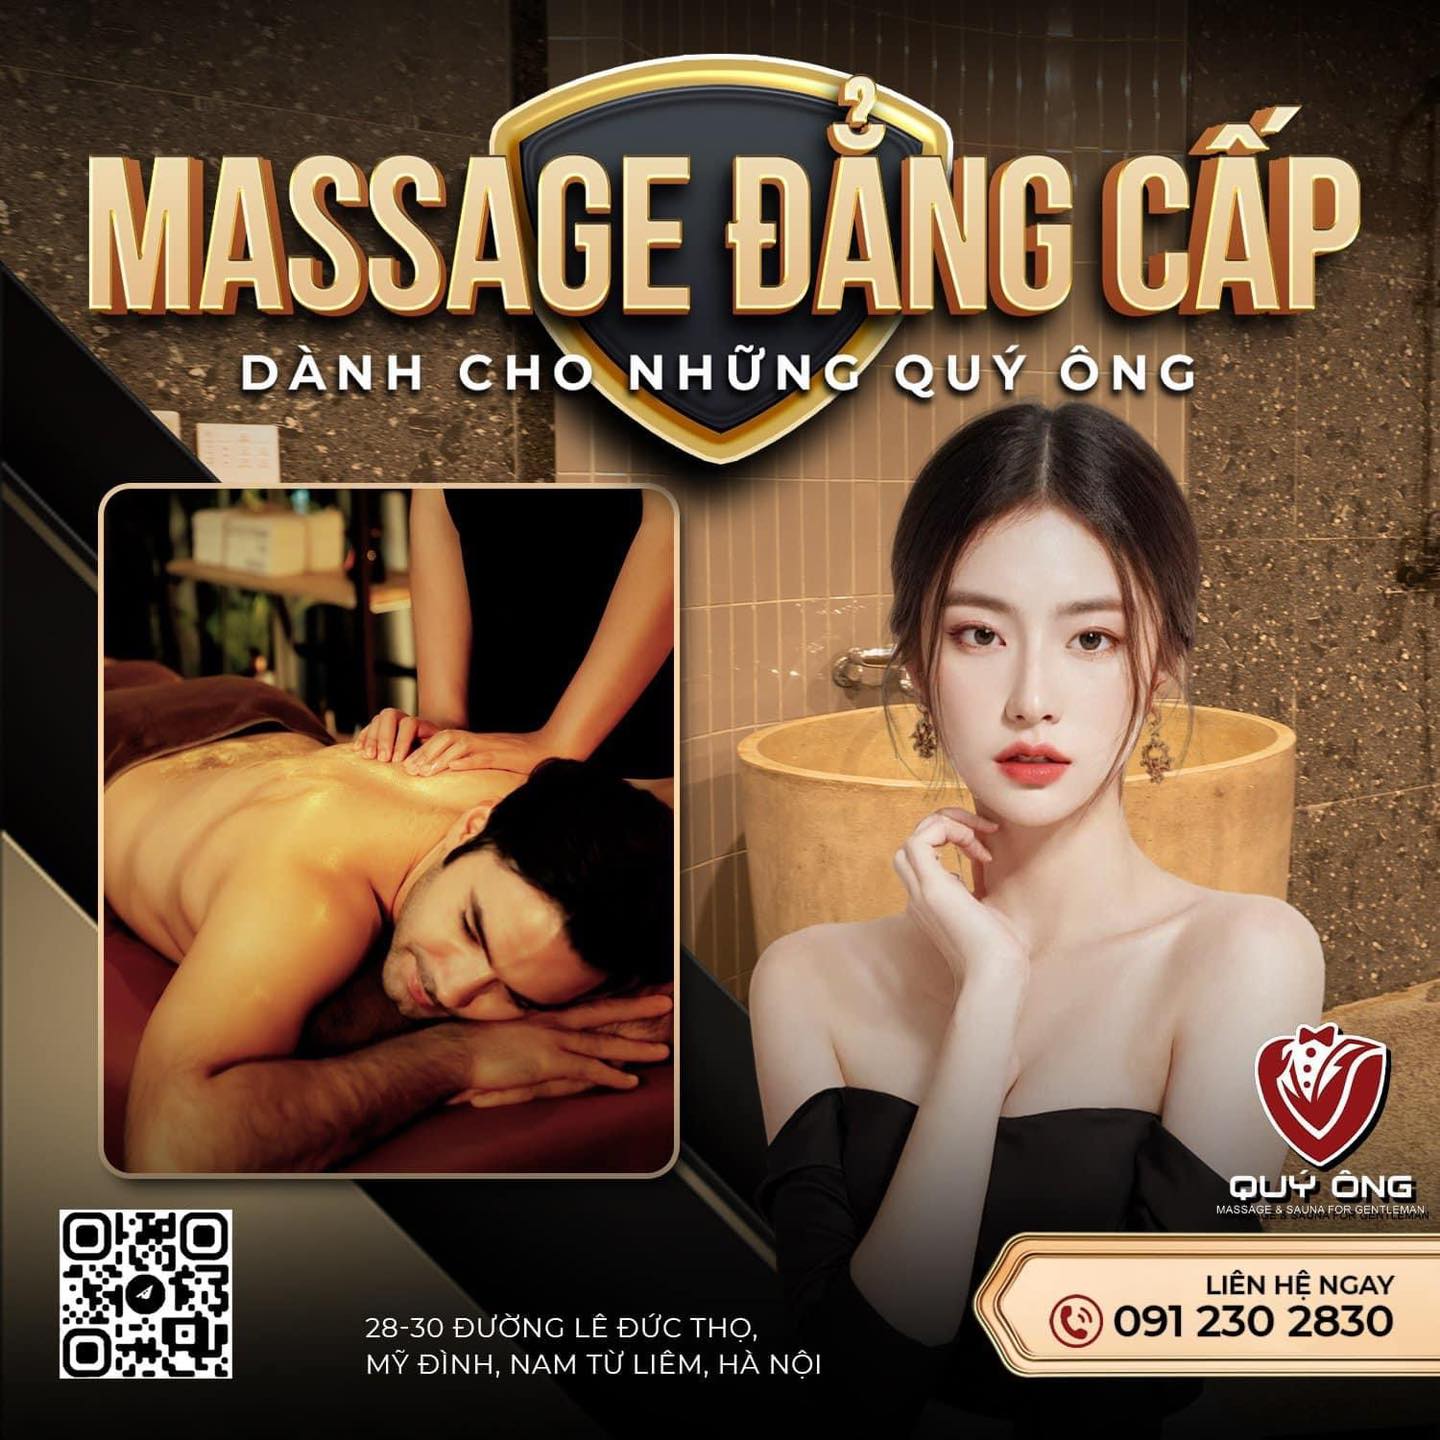 MASSAGE ĐẲNG CẤP
DÀNH CHO NHỮNG QUÝ ÔNG
QUÝ ÔNG
MASSAGE & SAUNA FOR GENTLEMAN
LIÊN HỆ NGAY
091 230 2830
28-30 ĐƯỜNG LÊ ĐỨC THỌ,
MỸ ĐÌNH, NAM TỪ LIÊM, HÀ NỘI